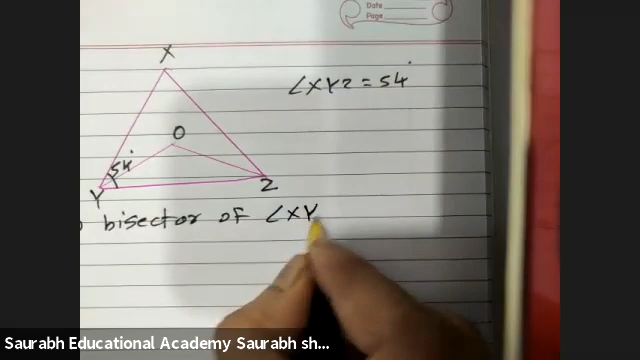 Date
Page
X
∠XYZ = 54°
O
54°
Y
Z
bisector of ∠XY
Saurabh Educational Academy Saurabh sh...